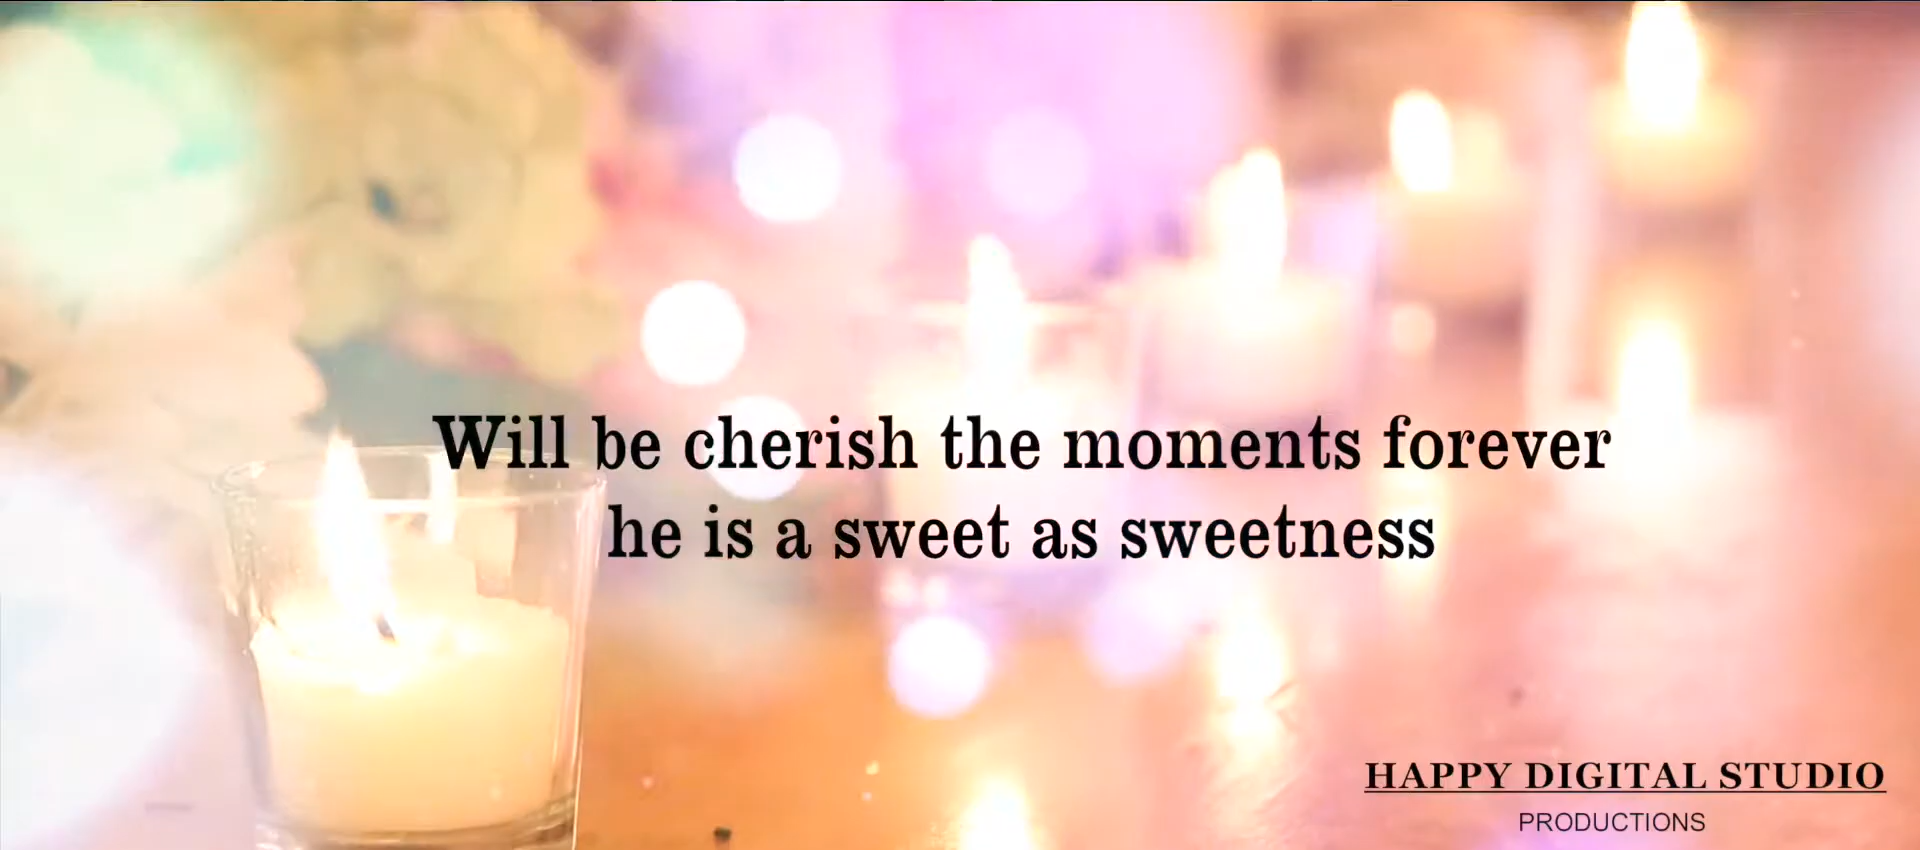 Will be cherish the moments forever
he is a sweet as sweetness
HAPPY DIGITAL STUDIO
PRODUCTIONS